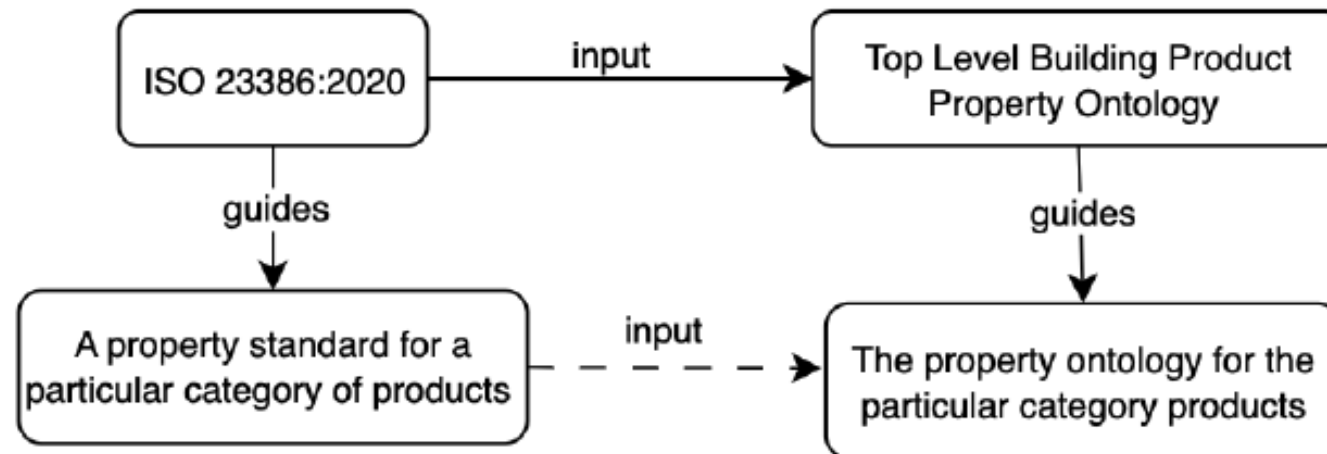 input
ISO 23386:2020
Top Level Building Product
Property Ontology
guides
guides
A property standard for a
particular category of products
input
The property ontology for the
particular category products